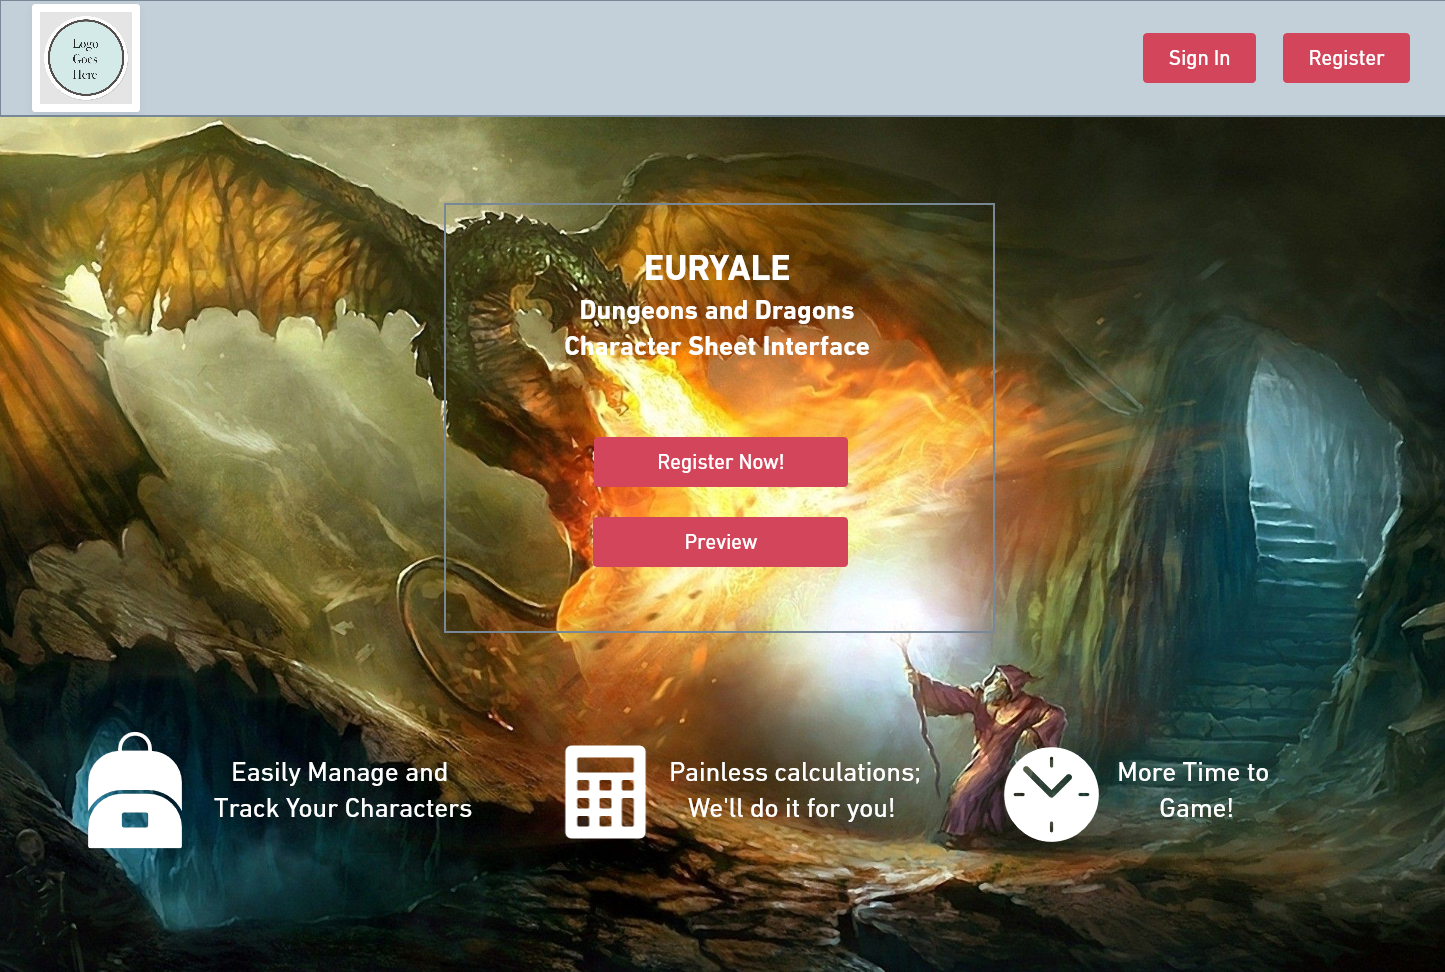 Logo
Goes
Here
Sign In
Register
EURYALE
Dungeons and Dragons
Character Sheet Interface
Register Now!
Preview
Easily Manage and
Track Your Characters
Painless calculations;
We'll do it for you!
More Time to
Game!